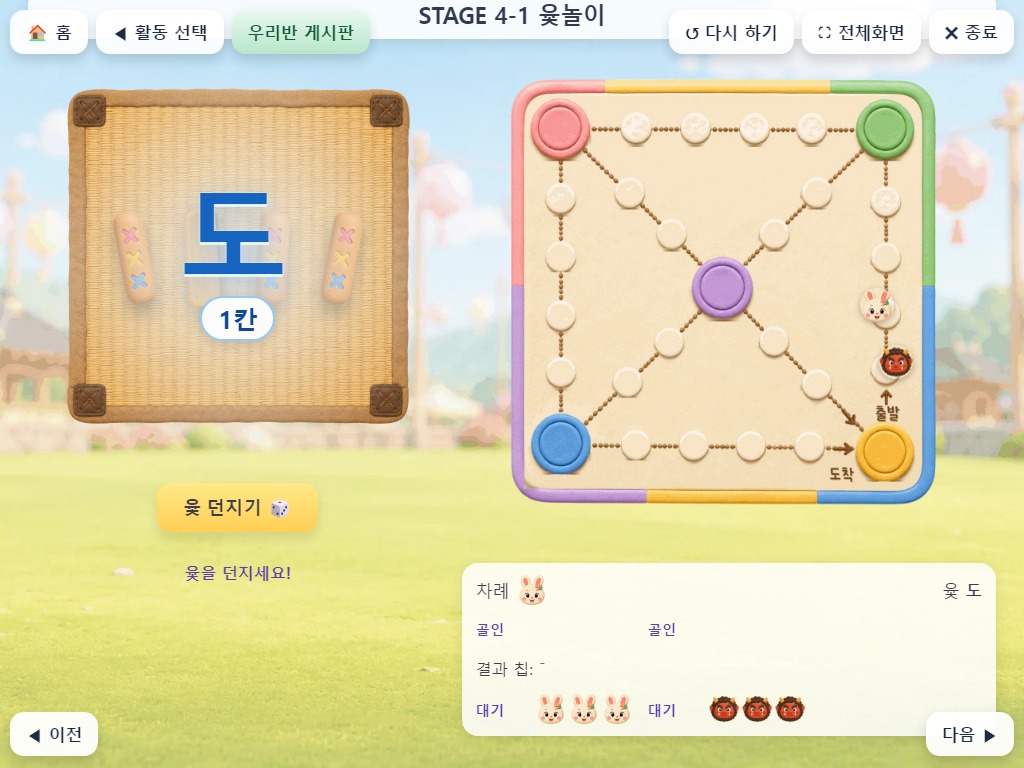 STAGE 4-1 윷놀이
🏠 홈
◀ 활동 선택
우리반 게시판
↺ 다시 하기
⛶ 전체화면
✕ 종료
도
1칸
출발
도착
윷 던지기 🎲
윷을 던지세요!
차례
윷 도
골인
골인
결과 칩: -
대기
대기
◀ 이전
다음 ▶